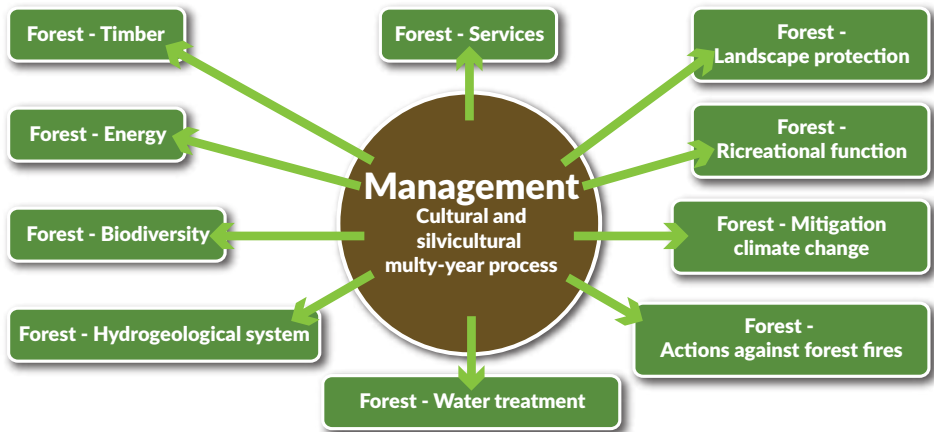 Forest - Timber
Forest - Services
Forest -
Landscape protection
Forest - Energy
Forest -
Ricreational function
Management
Cultural and
silvicultural
multy-year process
Forest - Biodiversity
Forest - Mitigation
climate change
Forest - Hydrogeological system
Forest -
Actions against forest fires
Forest - Water treatment